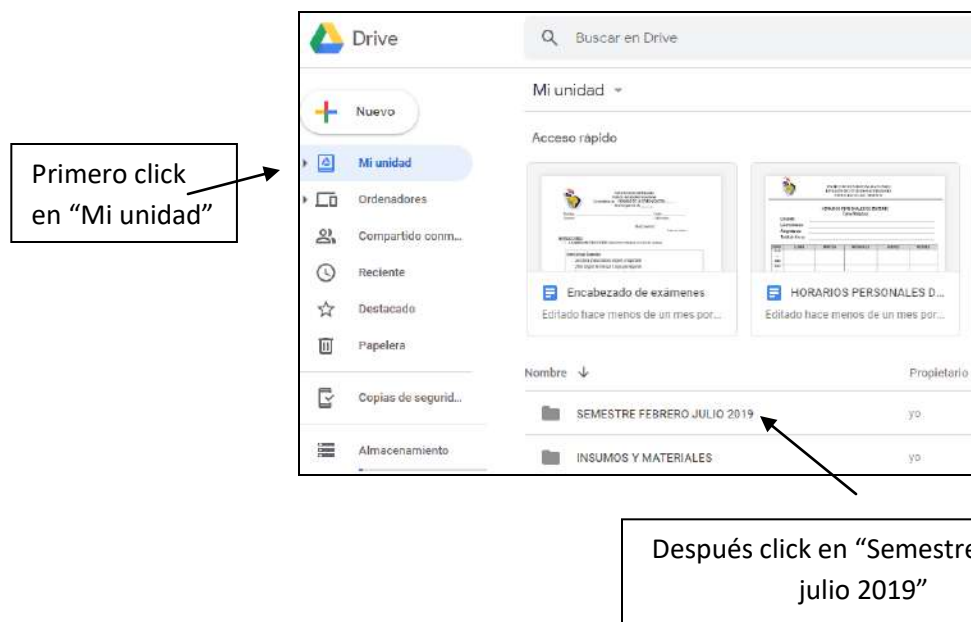 Drive
Buscar en Drive
Nuevo
Mi unidad
Acceso rápido
Primero click
en “Mi unidad”
Mi unidad
Ordenadores
Compartido conm...
Reciente
Destacado
Papelera
Copias de segurid...
Almacenamiento
Encabezado de exámenes
Editado hace menos de un mes por...
HORARIOS PERSONALES D...
Editado hace menos de un mes por...
Nombre
Propietario
SEMESTRE FEBRERO JULIO 2019
yo
INSUMOS Y MATERIALES
yo
Después click en “Semestre
julio 2019”